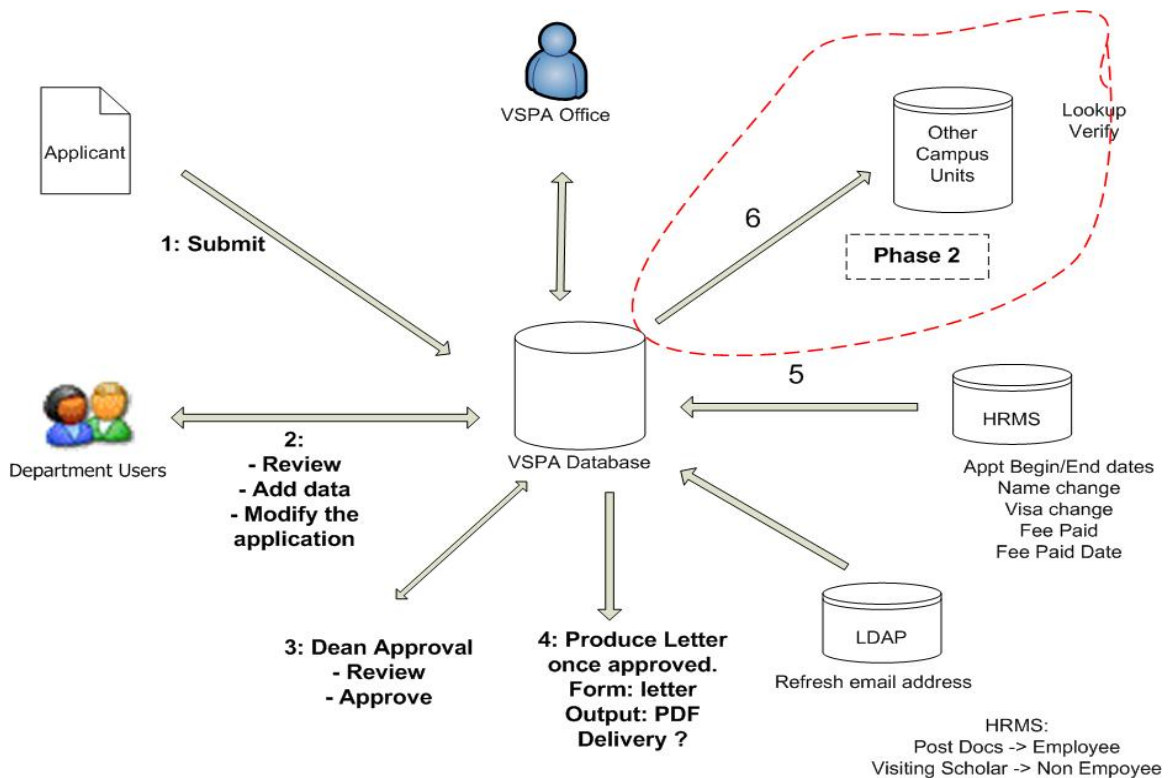 VSPA Office
Applicant
Other
Campus
Units
Lookup
Verify
1: Submit
6
Phase 2
5
HRMS
Department Users
2:
- Review
- Add data
- Modify the
application
VSPA Database
Appt Begin/End dates
Name change
Visa change
Fee Paid
Fee Paid Date
3: Dean Approval
- Review
- Approve
4: Produce Letter
once approved.
Form: letter
Output: PDF
Delivery ?
LDAP
Refresh email address
HRMS:
Post Docs -> Employee
Visiting Scholar -> Non Empoyee